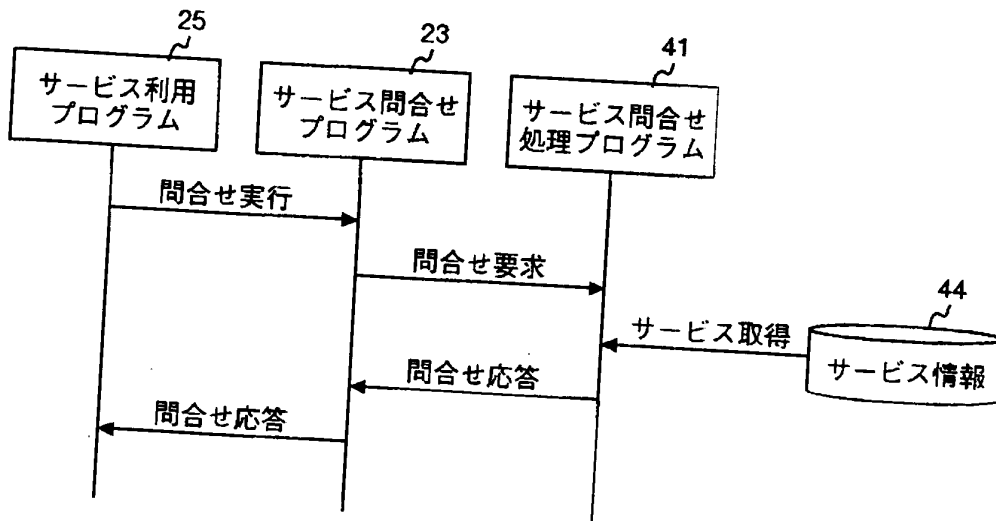 25
サービス利用
プログラム
23
サービス問合せ
プログラム
41
サービス問合せ
処理プログラム
問合せ実行
問合せ要求
44
サービス取得
サービス情報
問合せ応答
問合せ応答